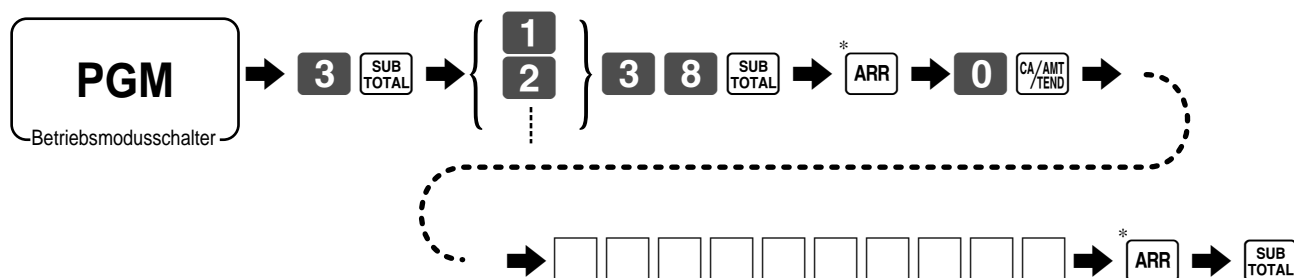 PGM
Betriebsmodusschalter
3 SUB TOTAL
1
2
3 8 SUB TOTAL * ARR 0 CA/AMT /TEND
* ARR SUB TOTAL